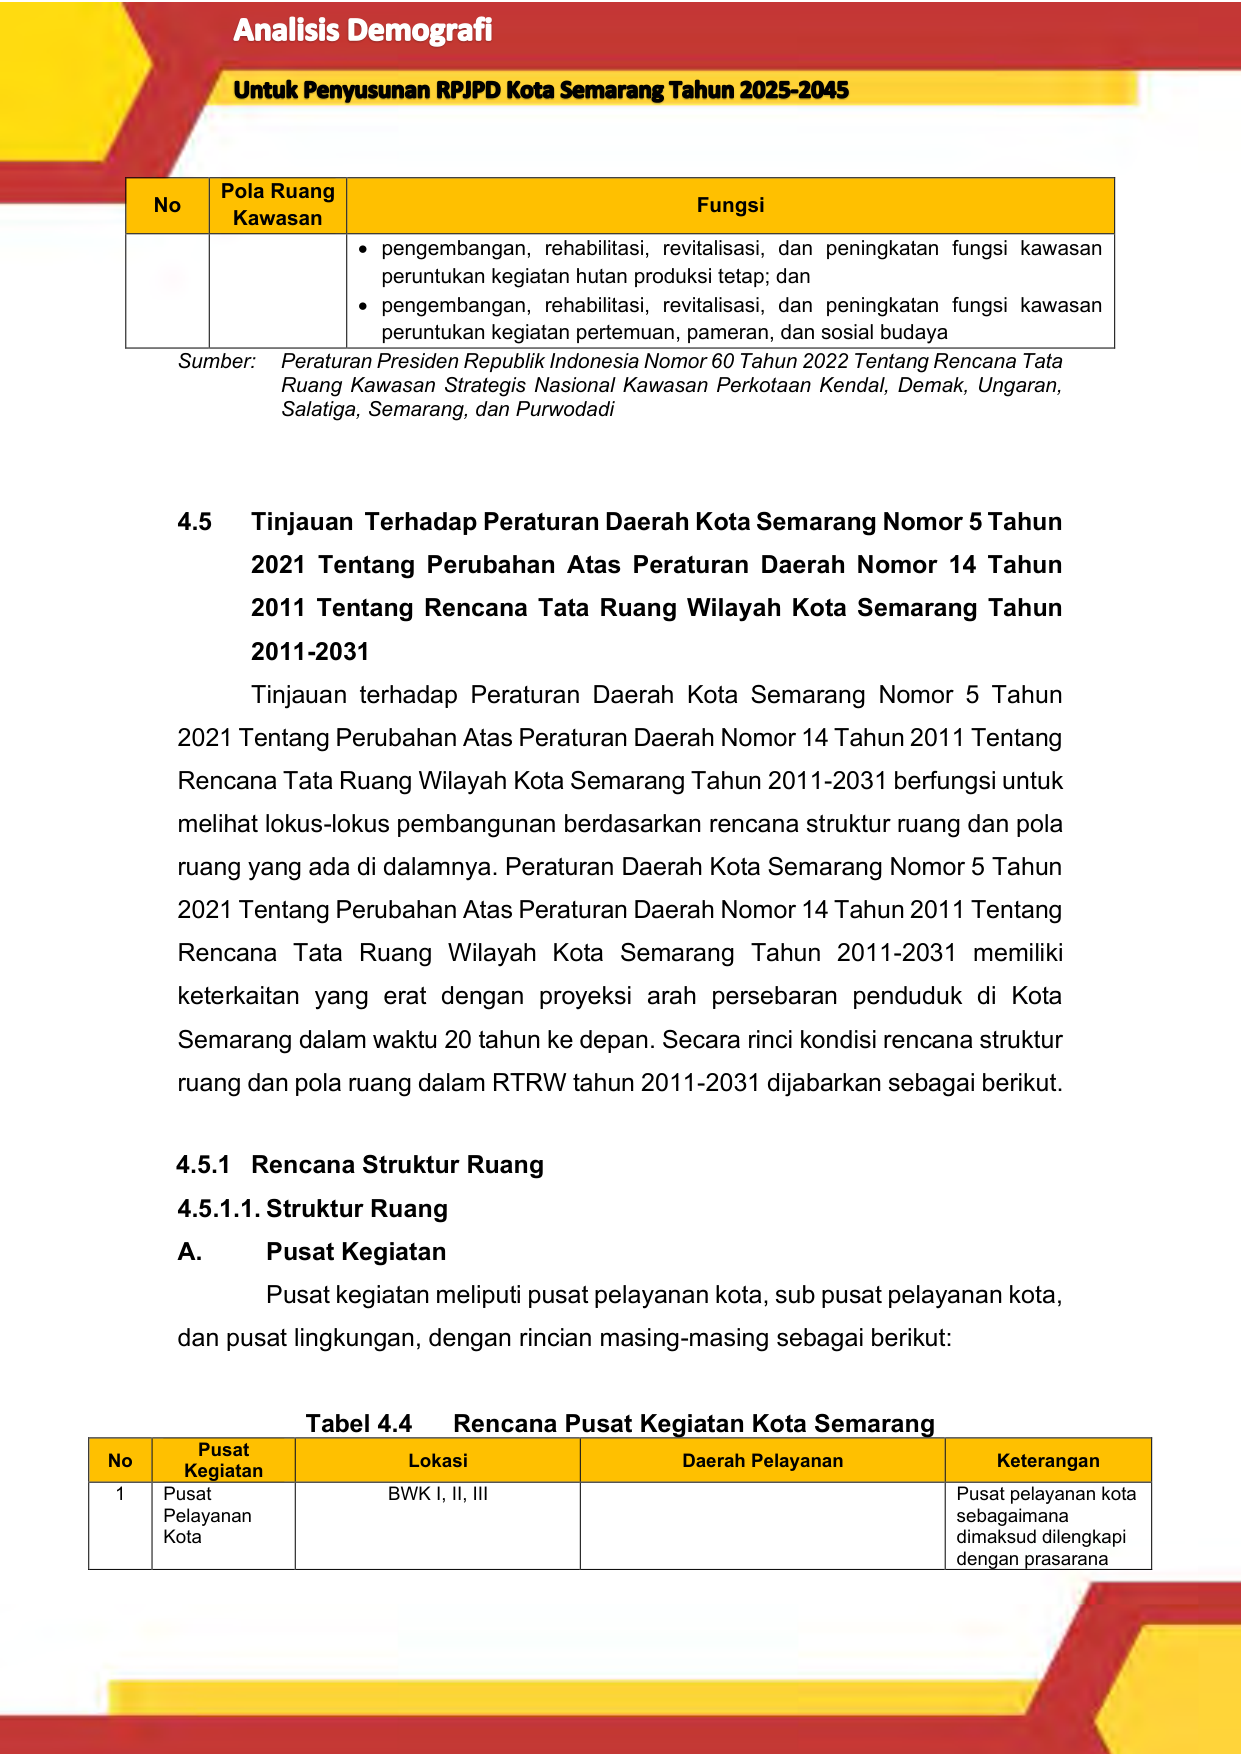 Analisis Demografi
Untuk Penyusunan RPJPD Kota Semarang Tahun 2025-2045
No
Pola Ruang
Kawasan
Fungsi
• pengembangan, rehabilitasi, revitalisasi, dan peningkatan fungsi kawasan
peruntukan kegiatan hutan produksi tetap; dan
• pengembangan, rehabilitasi, revitalisasi, dan peningkatan fungsi kawasan
peruntukan kegiatan pertemuan, pameran, dan sosial budaya
Sumber: Peraturan Presiden Republik Indonesia Nomor 60 Tahun 2022 Tentang Rencana Tata
Ruang Kawasan Strategis Nasional Kawasan Perkotaan Kendal, Demak, Ungaran,
Salatiga, Semarang, dan Purwodadi
4.5 Tinjauan Terhadap Peraturan Daerah Kota Semarang Nomor 5 Tahun
2021 Tentang Perubahan Atas Peraturan Daerah Nomor 14 Tahun
2011 Tentang Rencana Tata Ruang Wilayah Kota Semarang Tahun
2011-2031
Tinjauan terhadap Peraturan Daerah Kota Semarang Nomor 5 Tahun
2021 Tentang Perubahan Atas Peraturan Daerah Nomor 14 Tahun 2011 Tentang
Rencana Tata Ruang Wilayah Kota Semarang Tahun 2011-2031 berfungsi untuk
melihat lokus-lokus pembangunan berdasarkan rencana struktur ruang dan pola
ruang yang ada di dalamnya. Peraturan Daerah Kota Semarang Nomor 5 Tahun
2021 Tentang Perubahan Atas Peraturan Daerah Nomor 14 Tahun 2011 Tentang
Rencana Tata Ruang Wilayah Kota Semarang Tahun 2011-2031 memiliki
keterkaitan yang erat dengan proyeksi arah persebaran penduduk di Kota
Semarang dalam waktu 20 tahun ke depan. Secara rinci kondisi rencana struktur
ruang dan pola ruang dalam RTRW tahun 2011-2031 dijabarkan sebagai berikut.
4.5.1 Rencana Struktur Ruang
4.5.1.1. Struktur Ruang
A. Pusat Kegiatan
Pusat kegiatan meliputi pusat pelayanan kota, sub pusat pelayanan kota,
dan pusat lingkungan, dengan rincian masing-masing sebagai berikut:
Tabel 4.4 Rencana Pusat Kegiatan Kota Semarang
No
Pusat
Kegiatan
Lokasi
Daerah Pelayanan
Keterangan
1
Pusat
Pelayanan
Kota
BWK I, II, III
Pusat pelayanan kota
sebagaimana
dimaksud dilengkapi
dengan prasarana